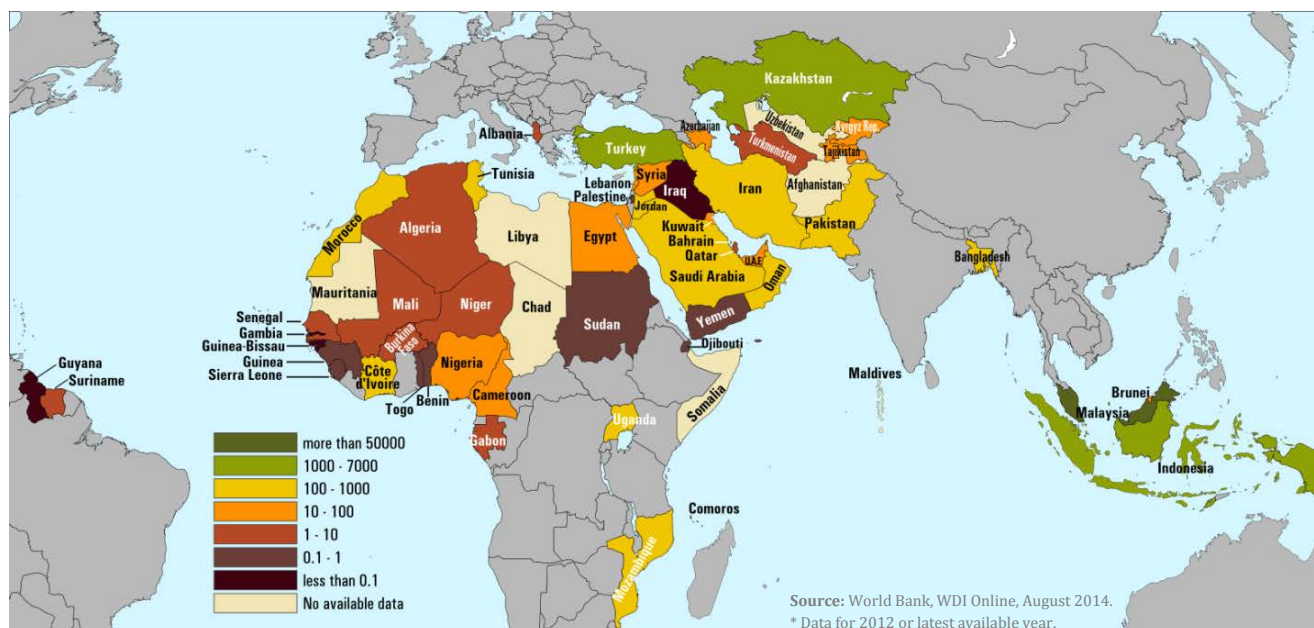 Kazakhstan
Uzbekistan
Kyrgyz Rep.
Azerbaijan
Albania
Turkey
Turkmenistan
Tajikistan
Tunisia
Lebanon
Palestine
Syria
Iraq
Iran
Afghanistan
Jordan
Pakistan
Morocco
Algeria
Libya
Egypt
Kuwait
Bahrain
Qatar
U.A.E
Saudi Arabia
Oman
Bangladesh
Mauritania
Mali
Niger
Chad
Sudan
Yemen
Senegal
Gambia
Guinea-Bissau
Guinea
Sierra Leone
Burkina
Faso
Djibouti
Guyana
Suriname
Côte
d'Ivoire
Nigeria
Togo
Benin
Cameroon
Somalia
Maldives
Brunei
Malaysia
Uganda
Gabon
Indonesia
Comoros
Mozambique
more than 50000
1000 - 7000
100 - 1000
10 - 100
1 - 10
0.1 - 1
less than 0.1
No available data
Source: World Bank, WDI Online, August 2014.
* Data for 2012 or latest available year.